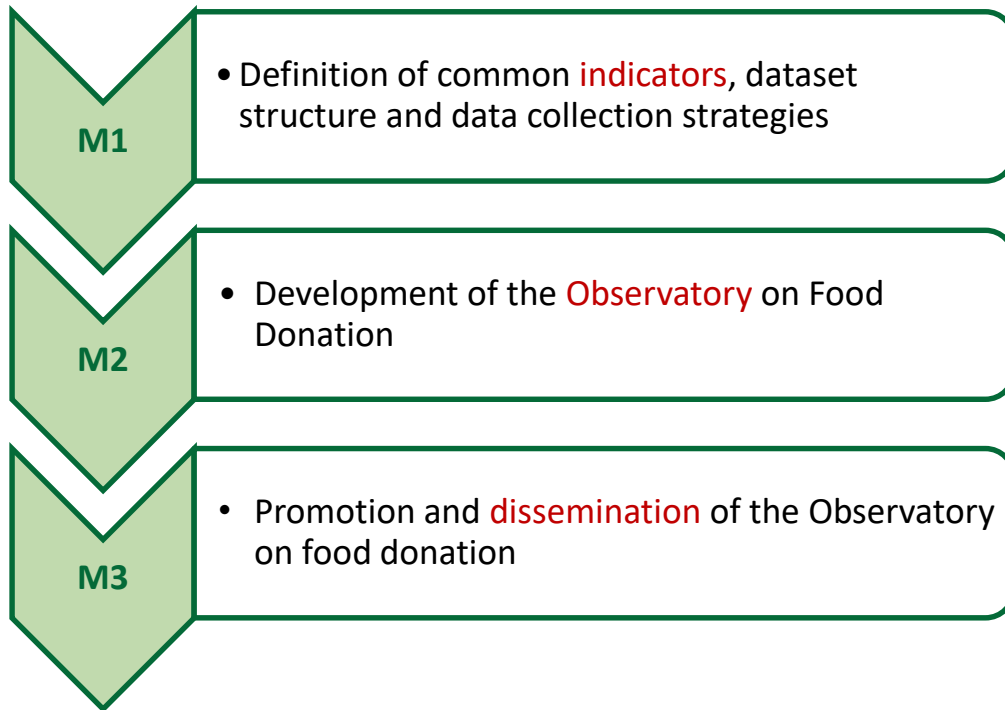 M1
• Definition of common indicators, dataset
structure and data collection strategies
M2
• Development of the Observatory on Food
Donation
M3
• Promotion and dissemination of the Observatory
on food donation